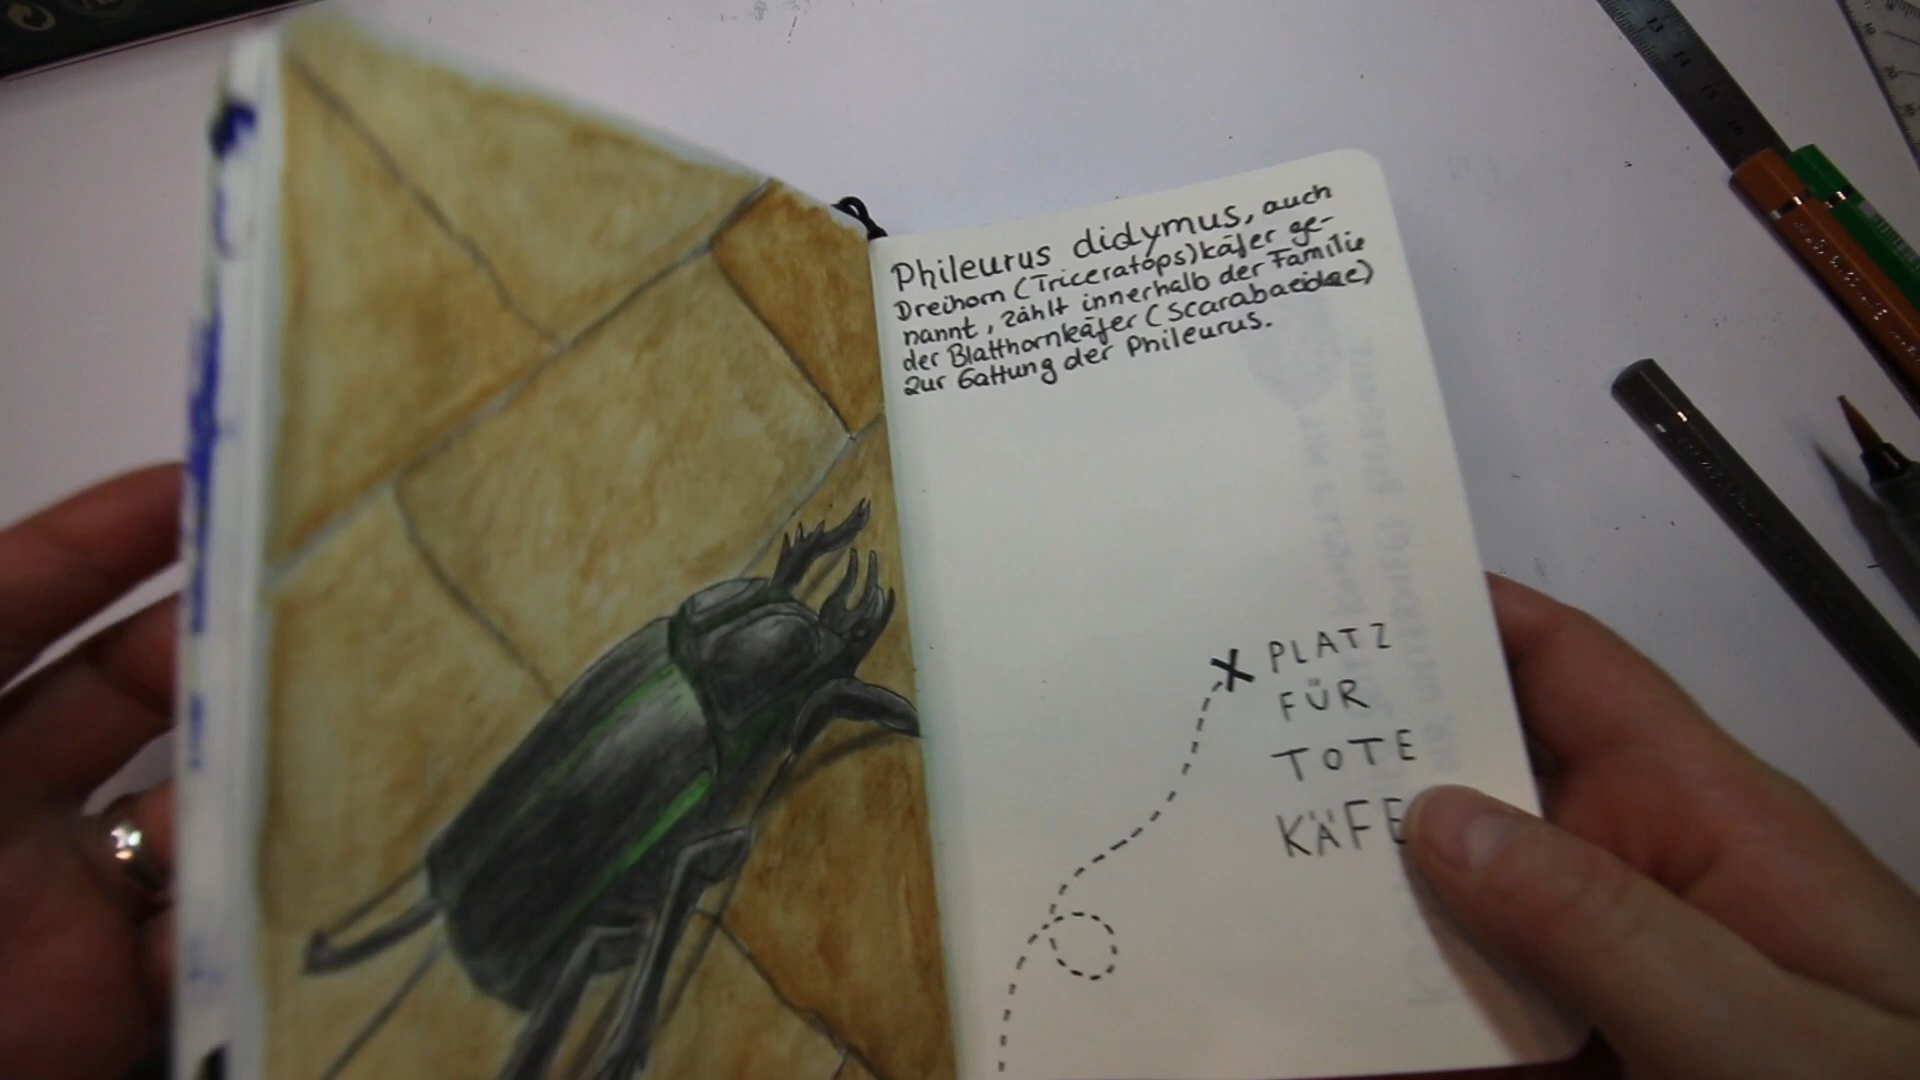 Phileurus didymus, auch
Dreihorn (Triceratops)käfer ge-
nannt, zählt innerhalb der Familie
der Blatthornkäfer (Scarabaeidae)
zur Gattung der Phileurus.
X PLATZ
FÜR
TOTE
KÄFE